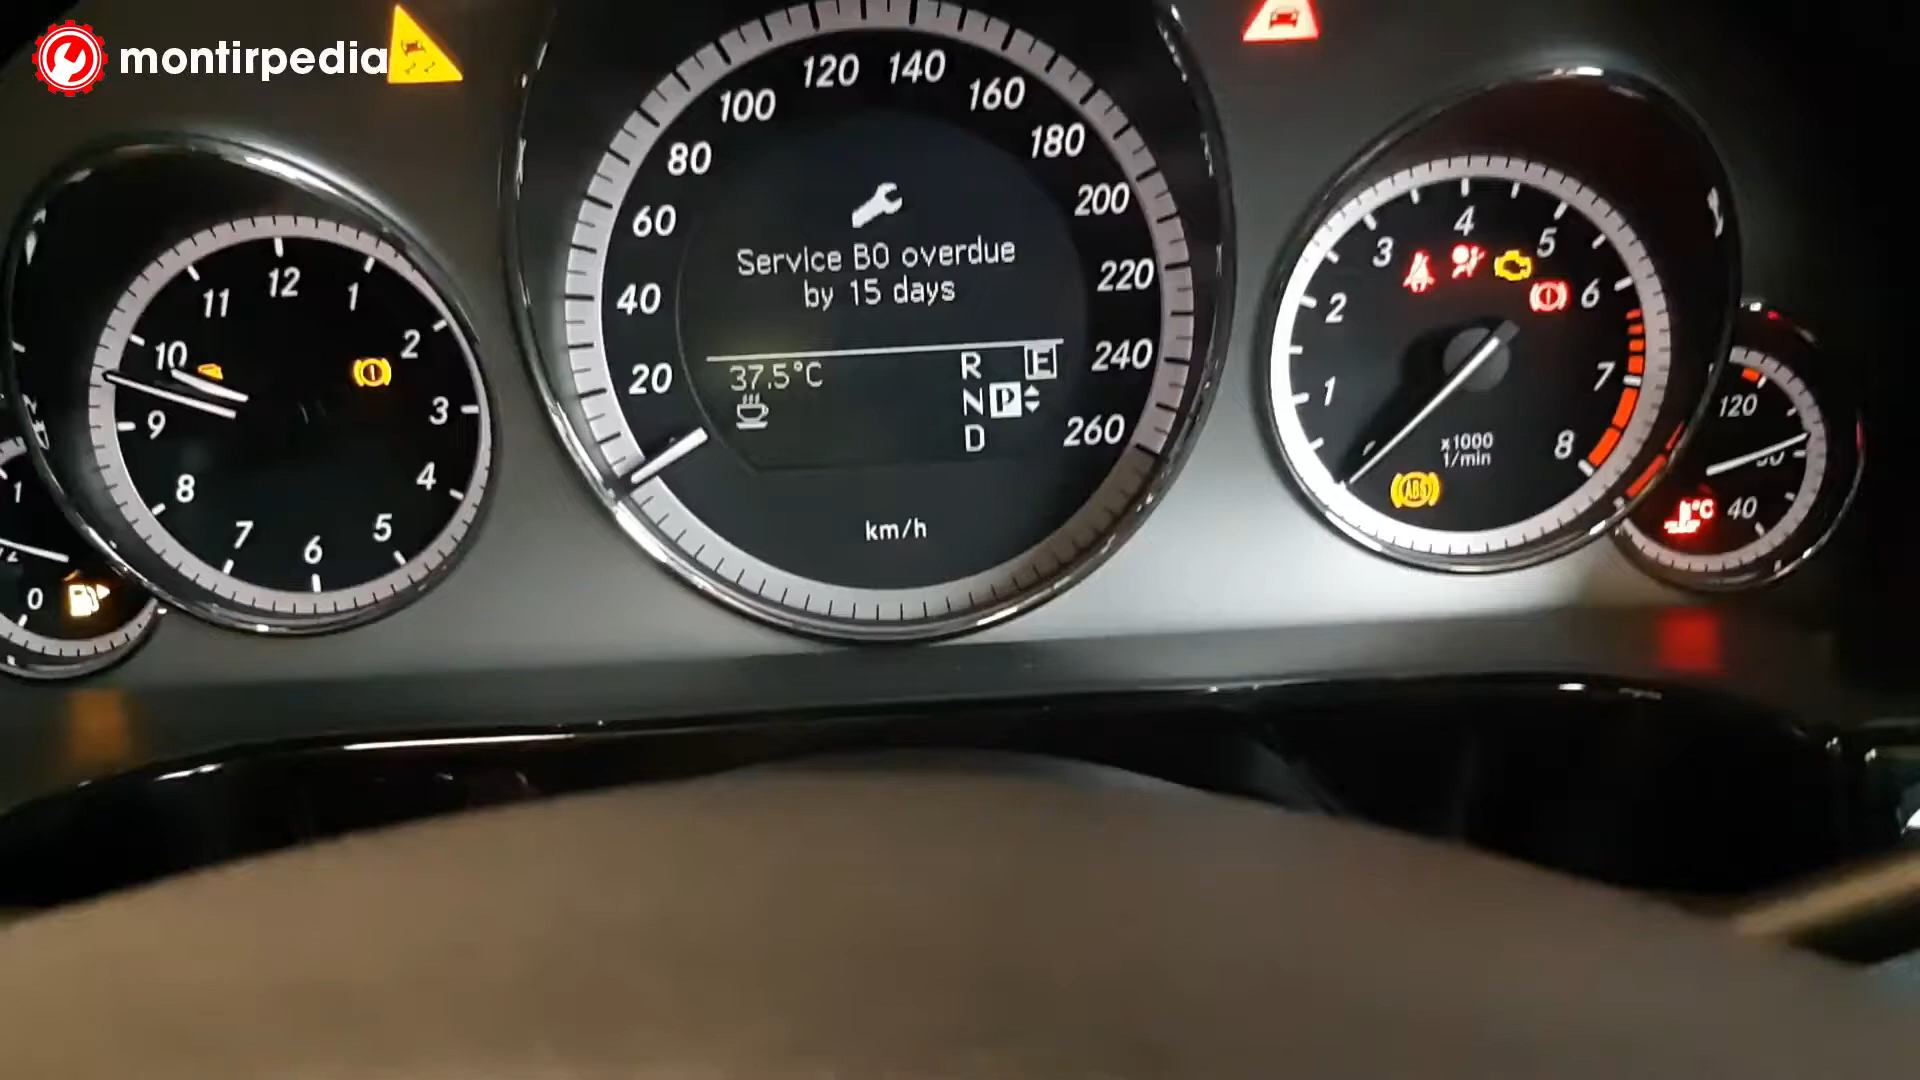 montirpedia
Service B0 overdue
by 15 days
37.5°C
R
N P
D
E
20
40
60
80
100
120
140
160
180
200
220
240
260
km/h
12
1
2
3
4
5
6
7
8
9
10
11
1
0
1
2
3
4
5
6
7
8
x1000
1/min
ABS
120
40
°C